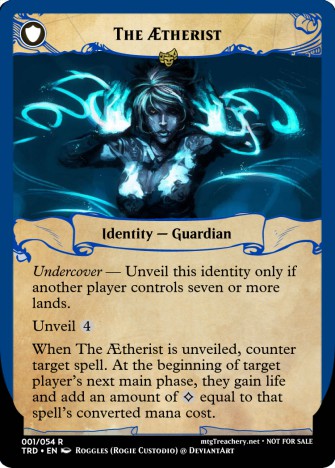 The Ætherist
Identity — Guardian
Undercover — Unveil this identity only if
another player controls seven or more
lands.
Unveil 4
When The Ætherist is unveiled, counter
target spell. At the beginning of target
player's next main phase, they gain life
and add an amount of equal to that
spell's converted mana cost.
001/054 R
mtgTreachery.net • NOT FOR SALE
TRD • EN Roggles (Rogie Custodio) @ DeviantArt